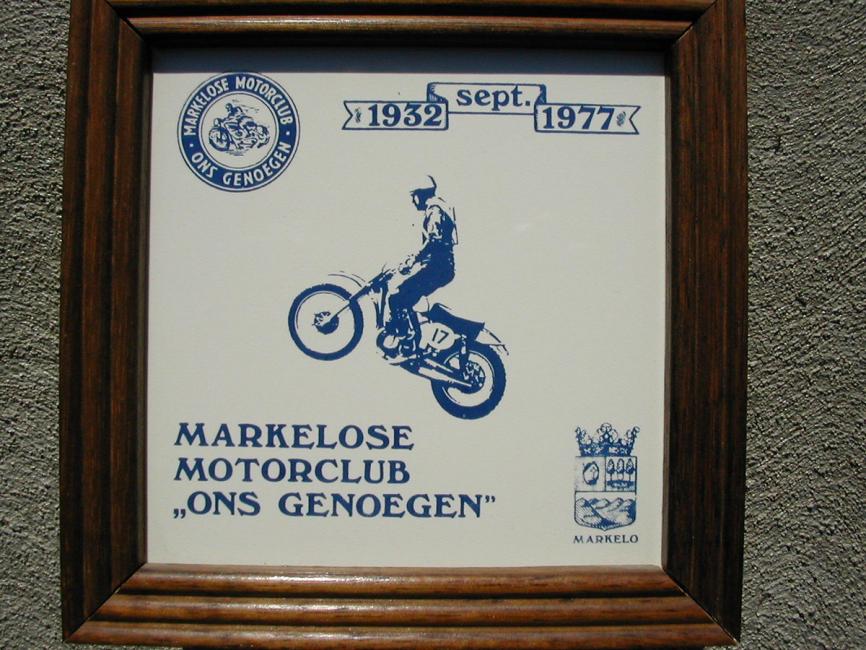 MARKELOSE MOTORCLUB
· ONS GENOEGEN ·
1932 sept. 1977
17
MARKELOSE
MOTORCLUB
„ONS GENOEGEN”
MARKELO